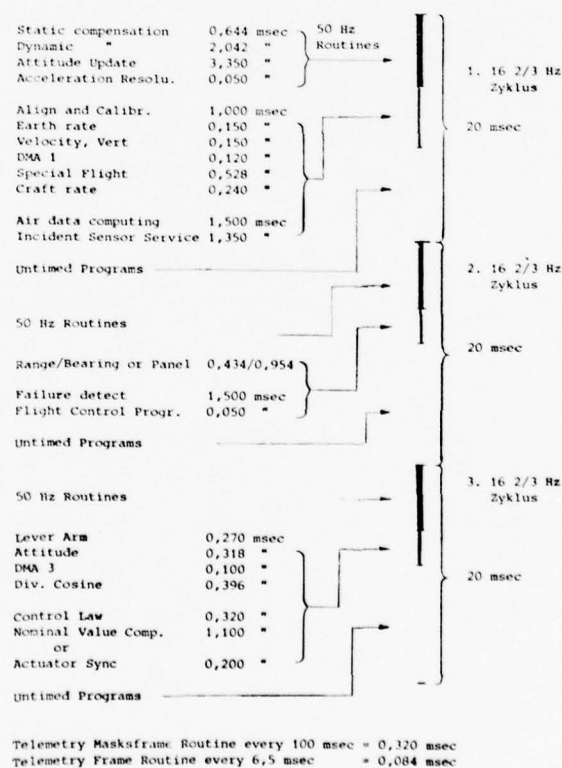 Static compensation 0,644 msec 50 Hz
Dynamic " 2,042 " Routines
Attitude Update 3,350 "
Acceleration Resolu. 0,050 "
1. 16 2/3 Hz
Zyklus
20 msec
Align and Calibr. 1,000 msec
Earth rate 0,150 "
Velocity, Vert 0,150 "
DMA 1 0,120 "
Special Flight 0,528 "
Craft rate 0,240 "
Air data computing 1,500 msec
Incident Sensor Service 1,350 "
Untimed Programs
2. 16 2/3 Hz
Zyklus
50 Hz Routines
20 msec
Range/Bearing or Panel 0,434/0,954
Failure detect 1,500 msec
Flight Control Progr. 0,050 "
Untimed Programs
3. 16 2/3 Hz
Zyklus
50 Hz Routines
Lever Arm 0,270 msec
Attitude 0,318 "
DMA 3 0,100 "
Div. Cosine 0,396 "
20 msec
Control Law 0,320 "
Nominal Value Comp. 1,100 "
or
Actuator Sync 0,200 "
Untimed Programs
Telemetry Masksframe Routine every 100 msec = 0,320 msec
Telemetry Frame Routine every 6,5 msec = 0,084 msec